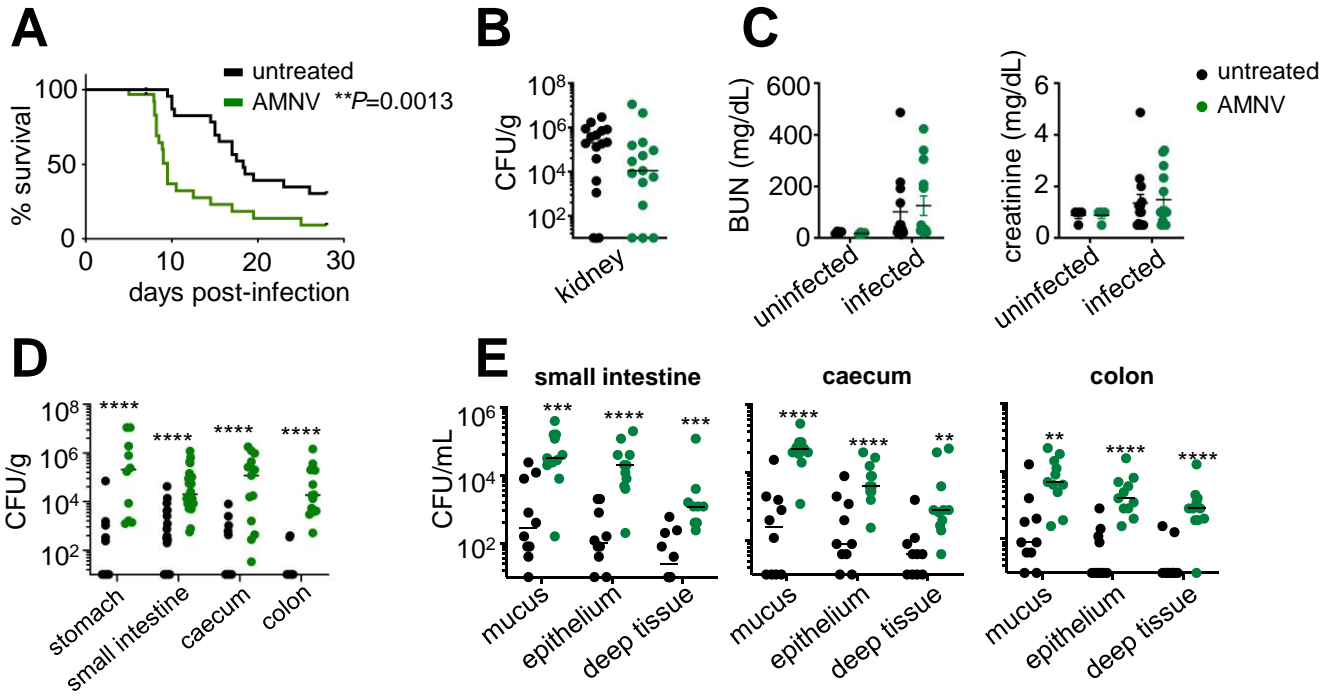 A
untreated
AMNV **P=0.0013
% survival
100
50
0
0 10 20 30
days post-infection
B
CFU/g
10^8
10^6
10^4
10^2
kidney
C
BUN (mg/dL)
600
400
200
0
uninfected
infected
creatinine (mg/dL)
6
4
2
0
uninfected
infected
untreated
AMNV
D
CFU/g
10^8
10^6
10^4
10^2
**** **** **** ****
stomach
small intestine
caecum
colon
E
small intestine
CFU/mL
10^6
10^4
10^2
*** **** ***
mucus
epithelium
deep tissue
caecum
**** **** **
mucus
epithelium
deep tissue
colon
** **** ****
mucus
epithelium
deep tissue